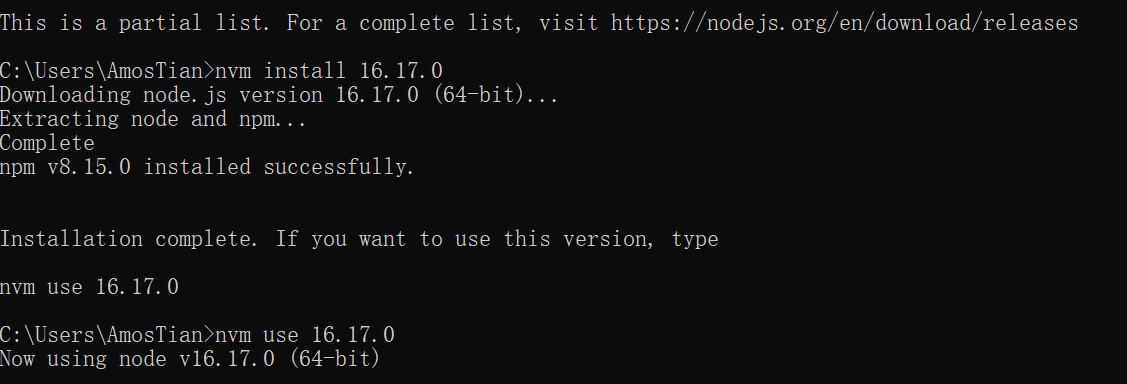 This is a partial list. For a complete list, visit https://nodejs.org/en/download/releases
C:\Users\AmosTian>nvm install 16.17.0
Downloading node.js version 16.17.0 (64-bit)...
Extracting node and npm...
Complete
npm v8.15.0 installed successfully.
Installation complete. If you want to use this version, type
nvm use 16.17.0
C:\Users\AmosTian>nvm use 16.17.0
Now using node v16.17.0 (64-bit)